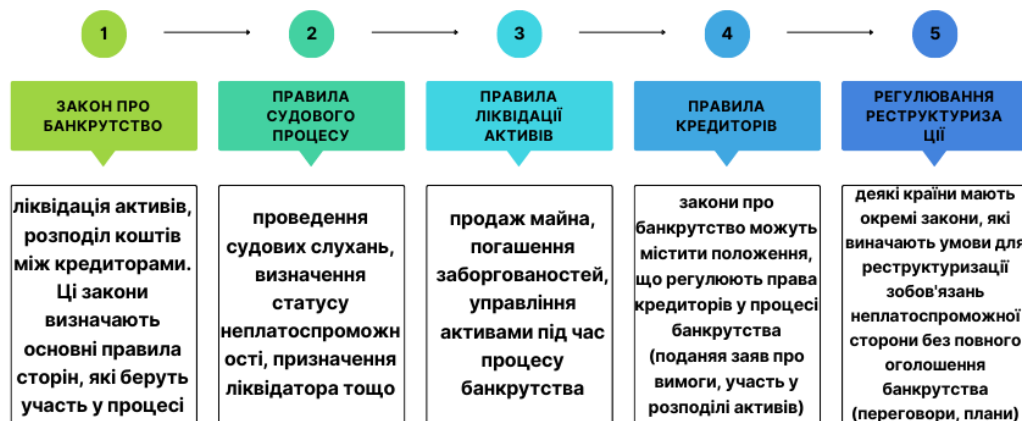 1
2
3
4
5
ЗАКОН ПРО
БАНКРУТСТВО
ПРАВИЛА
СУДОВОГО
ПРОЦЕСУ
ПРАВИЛА
ЛІКВІДАЦІЇ
АКТИВІВ
ПРАВИЛА
КРЕДИТОРІВ
РЕГУЛЮВАННЯ
РЕСТРУКТУРИЗА
ЦІЇ
ліквідація активів,
розподіл коштів
між кредиторами.
Ці закони
визначають
основні правила
сторін, які беруть
участь у процесі
проведення
судових слухань,
визначення
статусу
неплатоспроможн
ості, призначення
ліквідатора тощо
продаж майна,
погашення
заборгованостей,
управління
активами під час
процесу
банкрутства
закони про
банкрутство можуть
містити положення,
що регулюють права
кредиторів у процесі
банкрутства
(поданяя заяв про
вимоги, участь у
розподілі активів)
деякі країни мають
окремі закони, які
виначають умови для
реструктуризації
зобов'язань
неплатоспроможної
сторони без повного
оголошення
банкрутства
(переговори, плани)